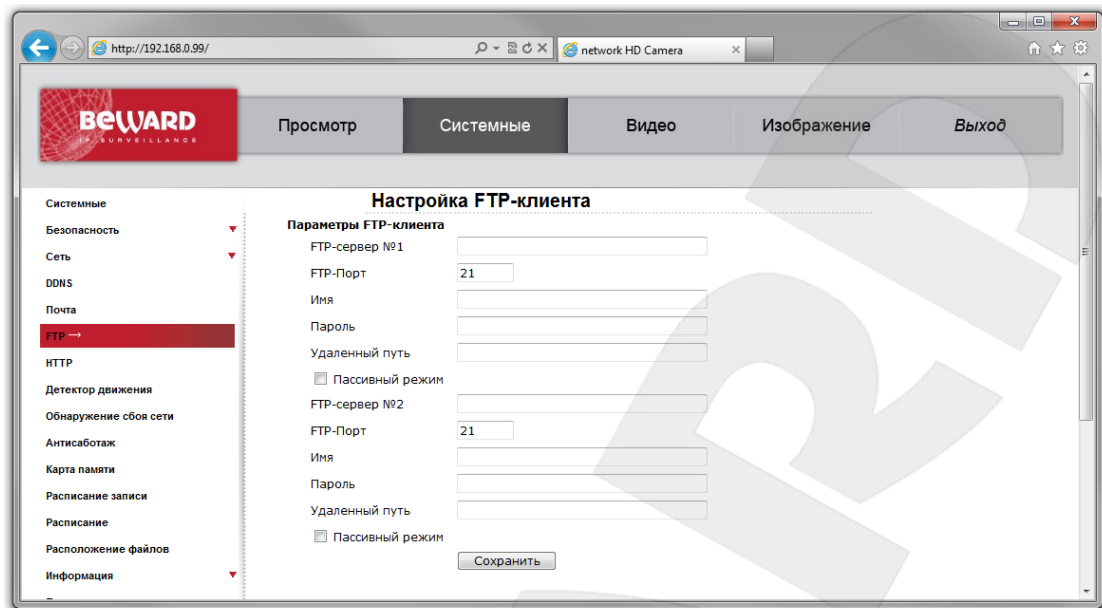 http://192.168.0.99/
network HD Camera
BEWARD
IP SURVEILLANCE
Просмотр
Системные
Видео
Изображение
Выход
Системные
Безопасность
Сеть
DDNS
Почта
FTP
HTTP
Детектор движения
Обнаружение сбоя сети
Антисаботаж
Карта памяти
Расписание записи
Расписание
Расположение файлов
Информация
Настройка FTP-клиента
Параметры FTP-клиента
FTP-сервер №1
FTP-Порт 21
Имя
Пароль
Удаленный путь
Пассивный режим
FTP-сервер №2
FTP-Порт 21
Имя
Пароль
Удаленный путь
Пассивный режим
Сохранить